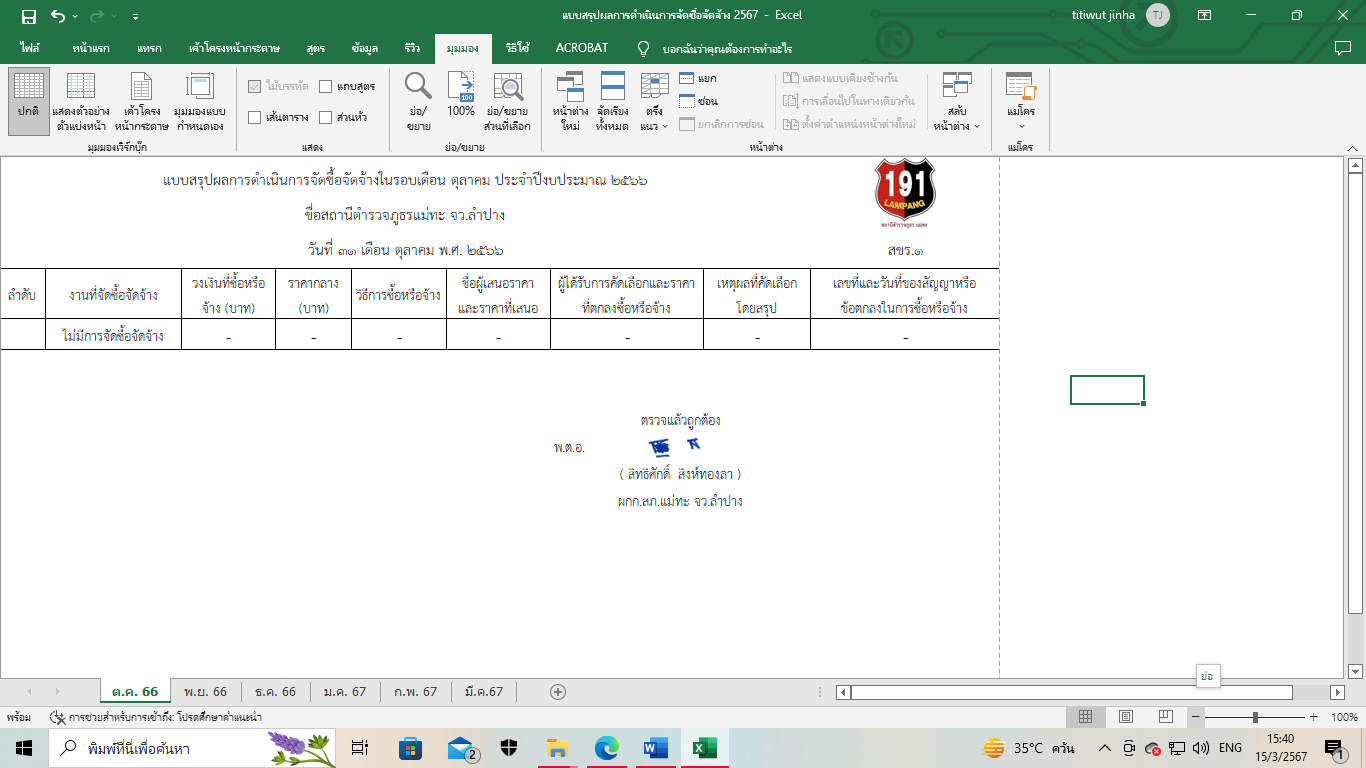 แบบสรุปผลการดำเนินการจัดซื้อจัดจ้าง 2567 - Excel
titiwut jinha
TJ
ไฟล์ หน้าแรก แทรก เค้าโครงหน้ากระดาษ สูตร ข้อมูล รีวิว มุมมอง วิธีใช้ ACROBAT บอกฉันว่าคุณต้องการทำอะไร
ปกติ
แสดงตัวอย่าง
ตัวแบ่งหน้า
เค้าโครง
หน้ากระดาษ
มุมมองแบบ
กำหนดเอง
มุมมองเวิร์กบุ๊ก
ไม้บรรทัด แถบสูตร
เส้นตาราง ส่วนหัว
แสดง
ย่อ/
ขยาย
100%
ย่อ/ขยาย
ส่วนที่เลือก
ย่อ/ขยาย
หน้าต่าง
ใหม่
จัดเรียง
ทั้งหมด
ตรึง
แนว
แยก
ซ่อน
ยกเลิกการซ่อน
แสดงแบบเคียงข้างกัน
การเลื่อนไปในทางเดียวกัน
ตั้งค่าตำแหน่งหน้าต่างใหม่
สลับ
หน้าต่าง
หน้าต่าง
แมโคร
แมโคร
แบบสรุปผลการดำเนินการจัดซื้อจัดจ้างในรอบเดือน ตุลาคม ประจำปีงบประมาณ ๒๕๖๖
191
LAMPANG
สถานีตำรวจภูธร แม่ทะ
ชื่อสถานีตำรวจภูธรแม่ทะ จว.ลำปาง
วันที่ ๓๑ เดือน ตุลาคม พ.ศ. ๒๕๖๖
สขร.๑
ลำดับ
งานที่จัดซื้อจัดจ้าง
วงเงินที่ซื้อหรือ
จ้าง (บาท)
ราคากลาง
(บาท)
วิธีการซื้อหรือจ้าง
ชื่อผู้เสนอราคา
และราคาที่เสนอ
ผู้ได้รับการคัดเลือกและราคา
ที่ตกลงซื้อหรือจ้าง
เหตุผลที่คัดเลือก
โดยสรุป
เลขที่และวันที่ของสัญญาหรือ
ข้อตกลงในการซื้อหรือจ้าง
ไม่มีการจัดซื้อจัดจ้าง - - - - - - -
ตรวจแล้วถูกต้อง
พ.ต.อ.
( สิทธิศักดิ์ สิงห์ทองลา )
ผกก.สภ.แม่ทะ จว.ลำปาง
ย่อ
ต.ค. 66 พ.ย. 66 ธ.ค. 66 ม.ค. 67 ก.พ. 67 มี.ค.67
พร้อม การช่วยสำหรับการเข้าถึง: โปรดศึกษาคำแนะนำ
100%
พิมพ์ที่นี่เพื่อค้นหา
2
35°C ควัน
ENG
15:40
15/3/2567
1